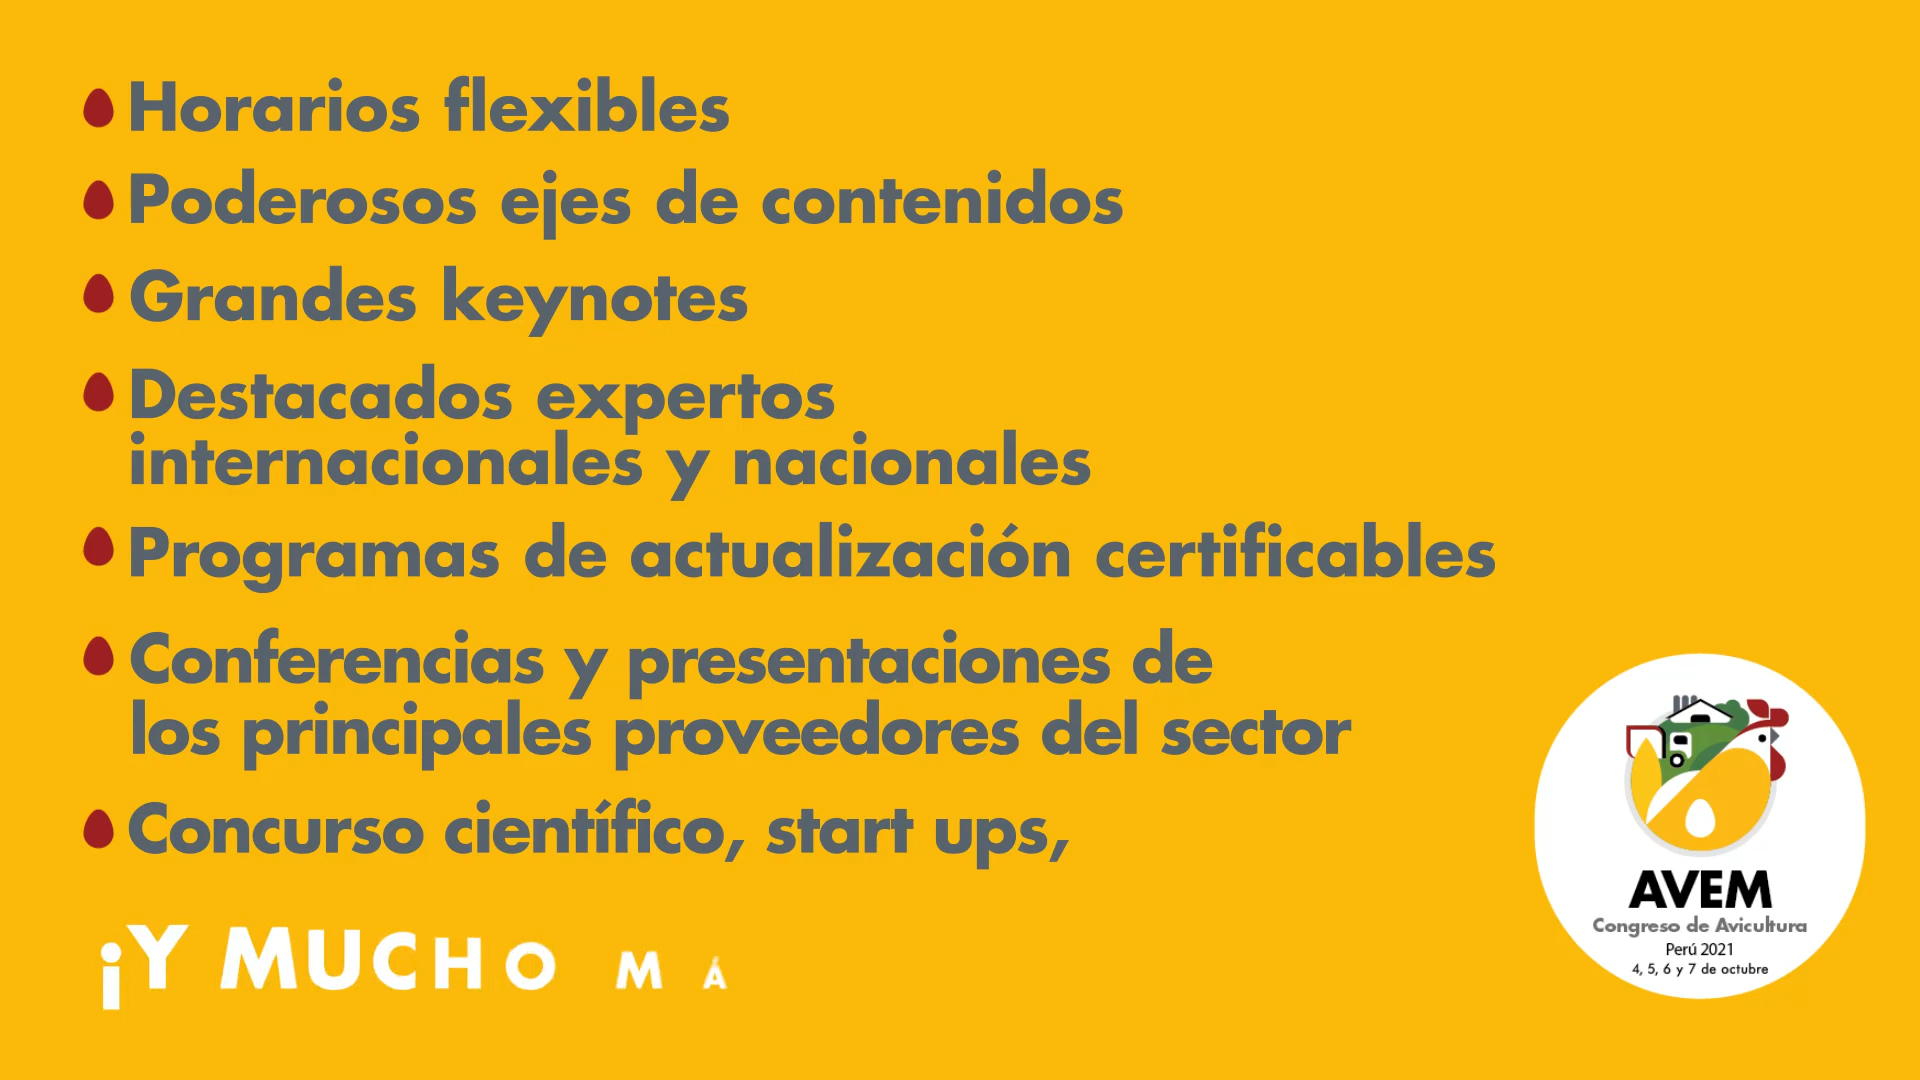 Horarios flexibles
Poderosos ejes de contenidos
Grandes keynotes
Destacados expertos
internacionales y nacionales
Programas de actualización certificables
Conferencias y presentaciones de
los principales proveedores del sector
Concurso científico, start ups,
¡Y MUCHO MÁ
AVEM
Congreso de Avicultura
Perú 2021
4, 5, 6 y 7 de octubre